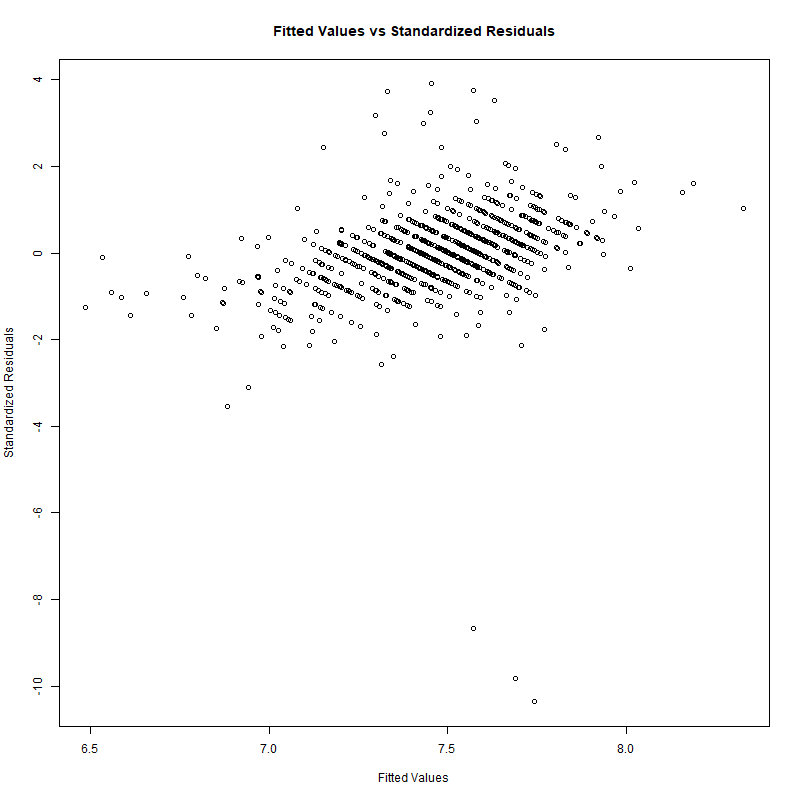 Fitted Values vs Standardized Residuals
4
2
0
-2
-4
-6
-8
-10
Standardized Residuals
6.5 7.0 7.5 8.0
Fitted Values